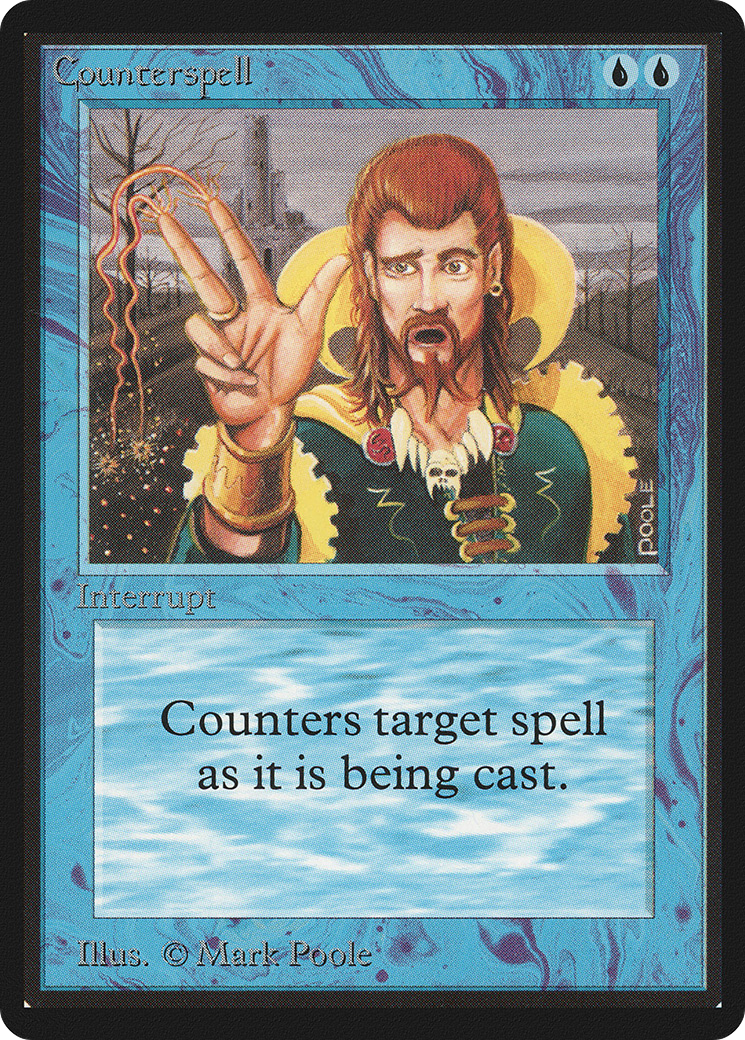 Counterspell
POOLE
Interrupt
Counters target spell
as it is being cast.
Illus. © Mark Poole